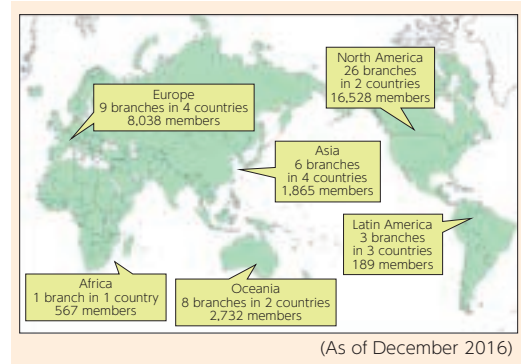 North America
26 branches
in 2 countries
16,528 members
Europe
9 branches in 4 countries
8,038 members
Asia
6 branches
in 4 countries
1,865 members
Latin America
3 branches
in 3 countries
189 members
Africa
1 branch in 1 country
567 members
Oceania
8 branches in 2 countries
2,732 members
(As of December 2016)